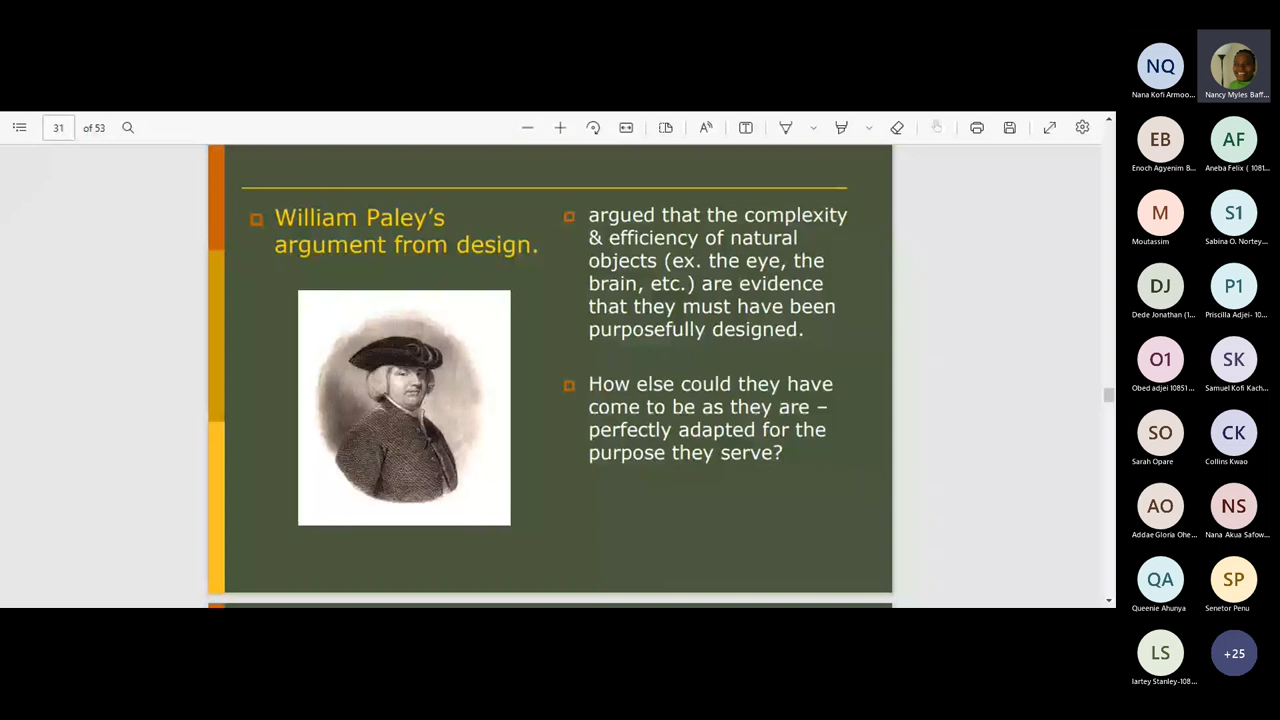 31 of 53
William Paley's
argument from design.
argued that the complexity
& efficiency of natural
objects (ex. the eye, the
brain, etc.) are evidence
that they must have been
purposefully designed.
How else could they have
come to be as they are –
perfectly adapted for the
purpose they serve?
NQ
Nana Kofi Armoo...
Nancy Myles Baff...
EB
Enoch Agyenim B...
AF
Aneba Felix ( 1081...
M
Moutassim
S1
Sabina O. Nortey...
DJ
Dede Jonathan (1...
P1
Priscilla Adjei- 10...
O1
Obed adjei 10851...
SK
Samuel Kofi Kach...
SO
Sarah Opare
CK
Collins Kwao
AO
Addae Gloria Ohe...
NS
Nana Akua Safow...
QA
Queenie Ahunya
SP
Senetor Penu
LS
lartey Stanley-108...
+25